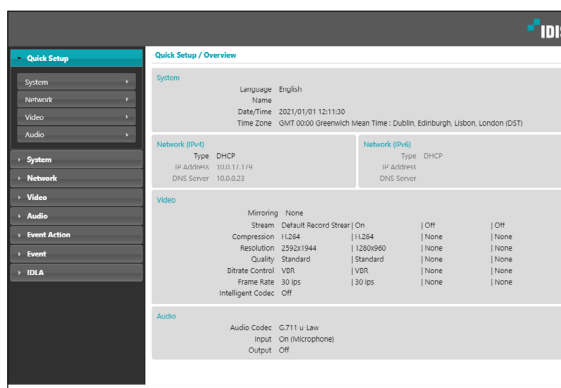 IDIS
Quick Setup
Quick Setup / Overview
System
Network
Video
Audio
System
Network
Video
Audio
Event Action
Event
IDLA
System
Language English
Name
Date/Time 2021/01/01 12:11:30
Time Zone GMT 00:00 Greenwich Mean Time : Dublin, Edinburgh, Lisbon, London (DST)
Network (IPv4)
Type DHCP
IP Address 10.0.17.179
DNS Server 10.0.0.23
Network (IPv6)
Type DHCP
IP Address
DNS Server
Video
Mirroring None
Stream Default Record Strear | On | Off | Off
Compression H.264 | H.264 | None | None
Resolution 2592x1944 | 1280x960 | None | None
Quality Standard | Standard | None | None
Bitrate Control VBR | VBR | None | None
Frame Rate 30 ips | 30 ips | None | None
Intelligent Codec Off
Audio
Audio Codec G.711 u-Law
Input On (Microphone)
Output Off